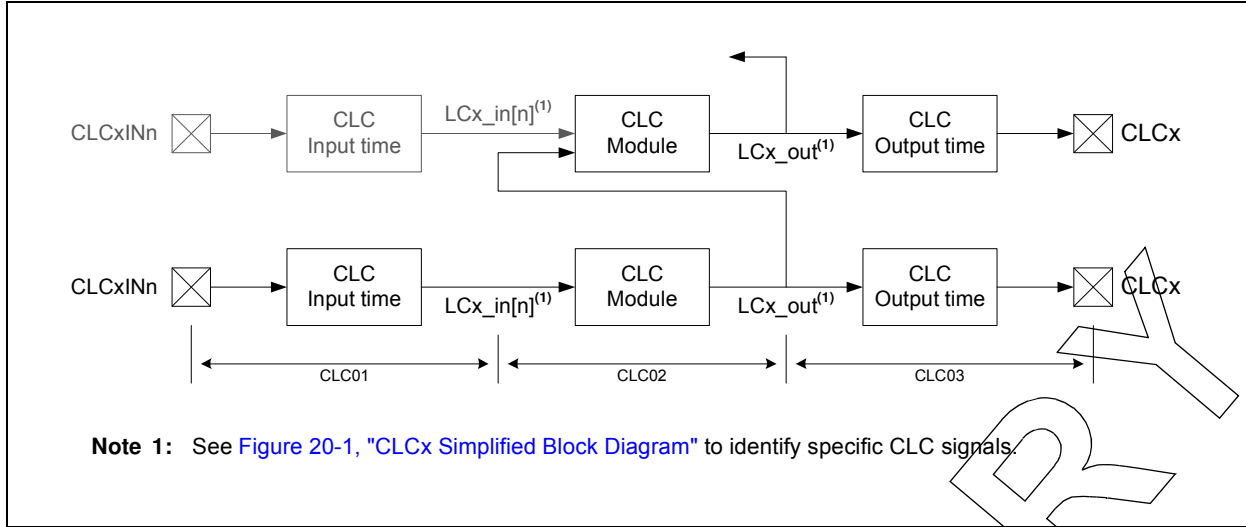 LCx_in[n](1)
CLCxINn
CLC
Input time
CLC
Module
LCx_out(1)
CLC
Output time
CLCx
CLCxINn
CLC
Input time
LCx_in[n](1)
CLC
Module
LCx_out(1)
CLC
Output time
CLCx
CLC01
CLC02
CLC03
Note 1: See Figure 20-1, "CLCx Simplified Block Diagram" to identify specific CLC signals.
R
Y